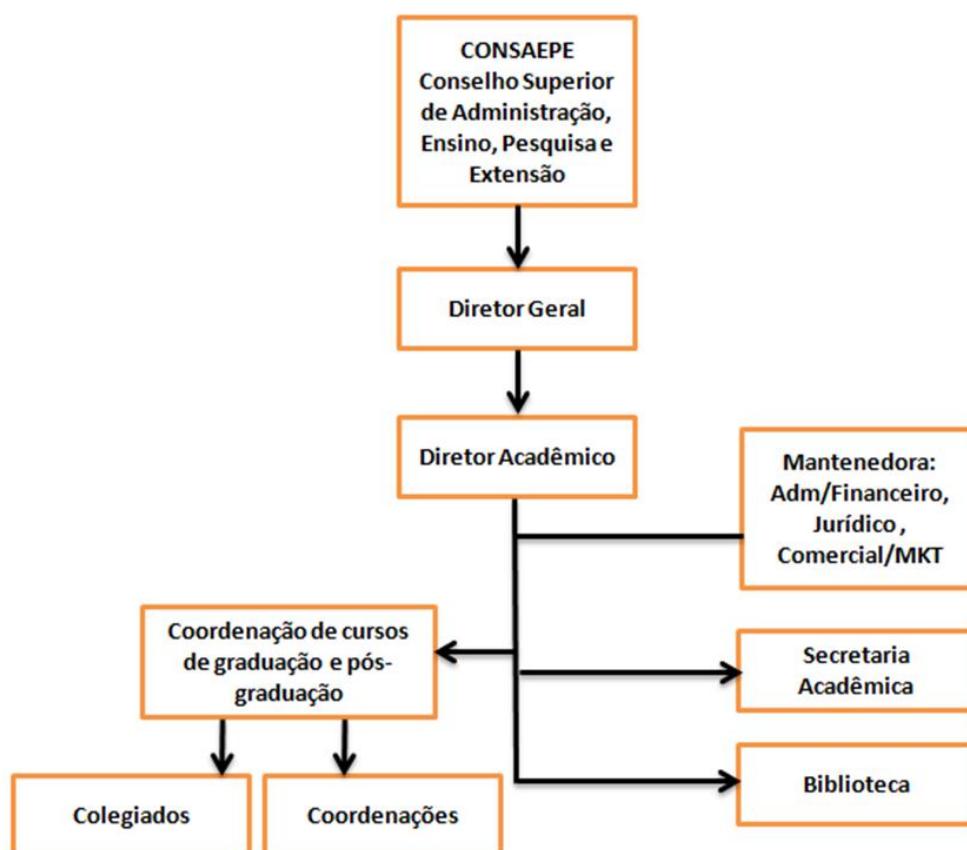 CONSAEPE
Conselho Superior
de Administração,
Ensino, Pesquisa e
Extensão
Diretor Geral
Diretor Acadêmico
Mantenedora:
Adm/Financeiro,
Jurídico ,
Comercial/MKT
Coordenação de cursos
de graduação e pós-
graduação
Secretaria
Acadêmica
Colegiados
Coordenações
Biblioteca